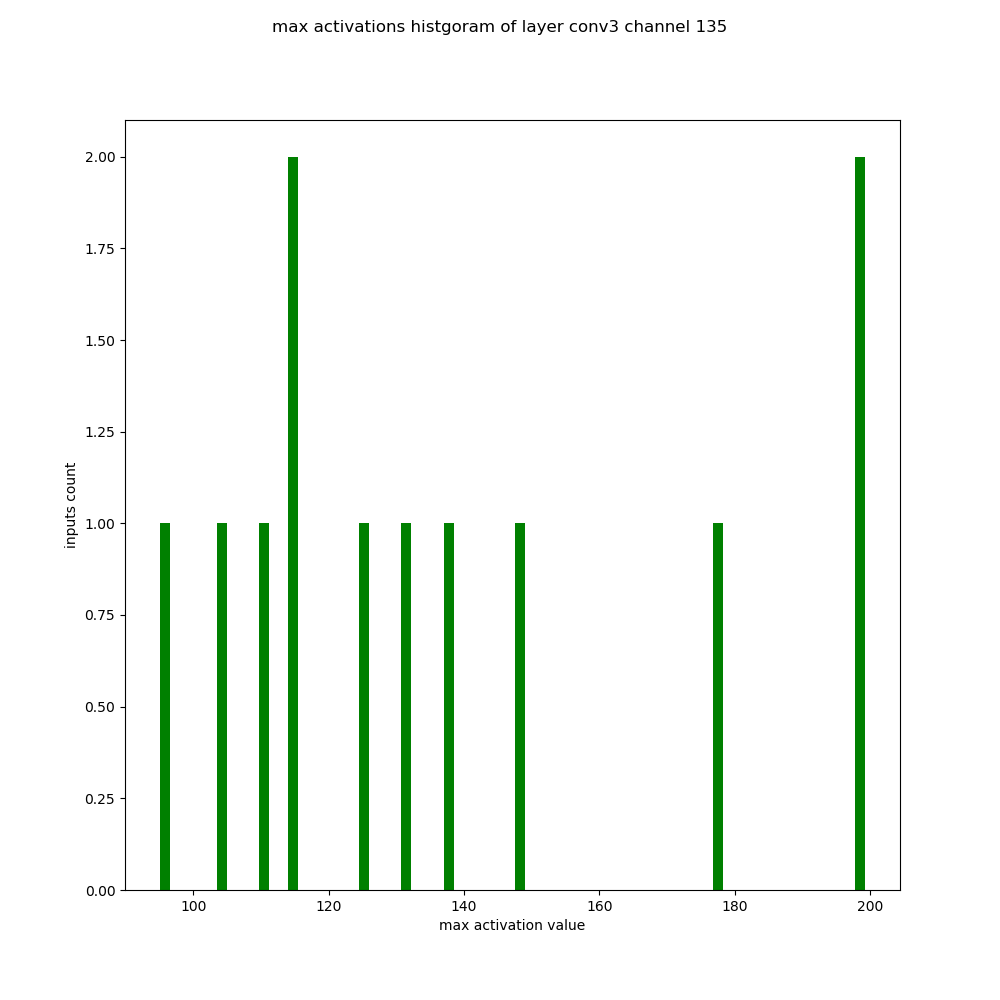 max activations histgoram of layer conv3 channel 135
2.00
1.75
1.50
1.25
1.00
0.75
0.50
0.25
0.00
inputs count
100 120 140 160 180 200
max activation value